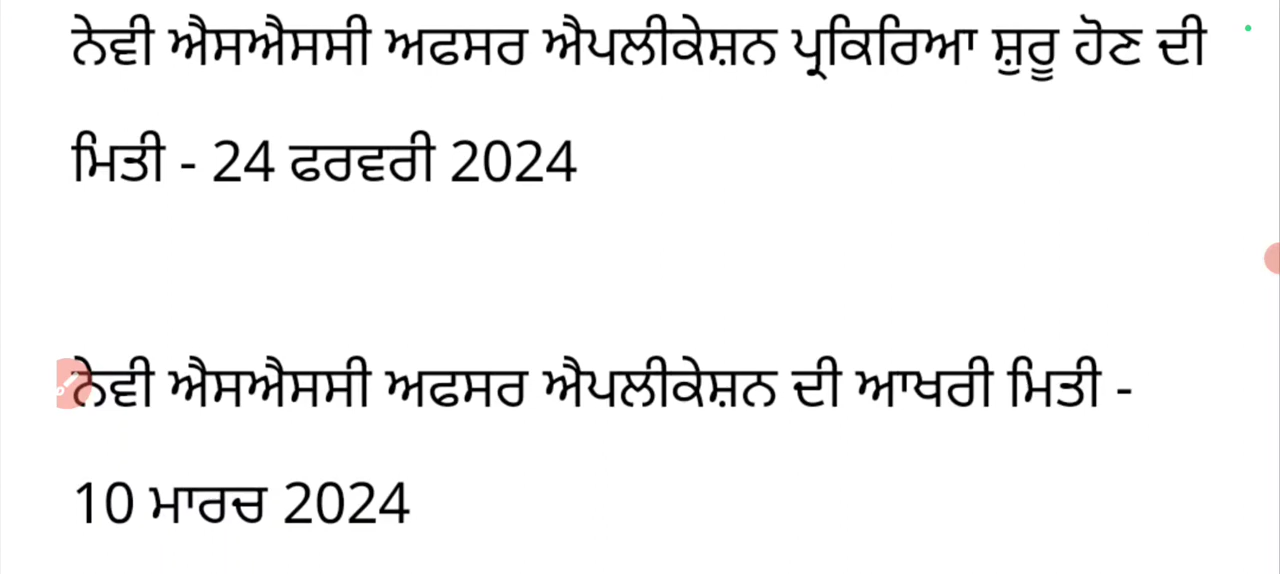 ਨੇਵੀ ਐਸਐਸਸੀ ਅਫਸਰ ਐਪਲੀਕੇਸ਼ਨ ਪ੍ਰਕਿਰਿਆ ਸ਼ੁਰੂ ਹੋਣ ਦੀ
ਮਿਤੀ - 24 ਫਰਵਰੀ 2024
ਨੇਵੀ ਐਸਐਸਸੀ ਅਫਸਰ ਐਪਲੀਕੇਸ਼ਨ ਦੀ ਆਖਰੀ ਮਿਤੀ -
10 ਮਾਰਚ 2024